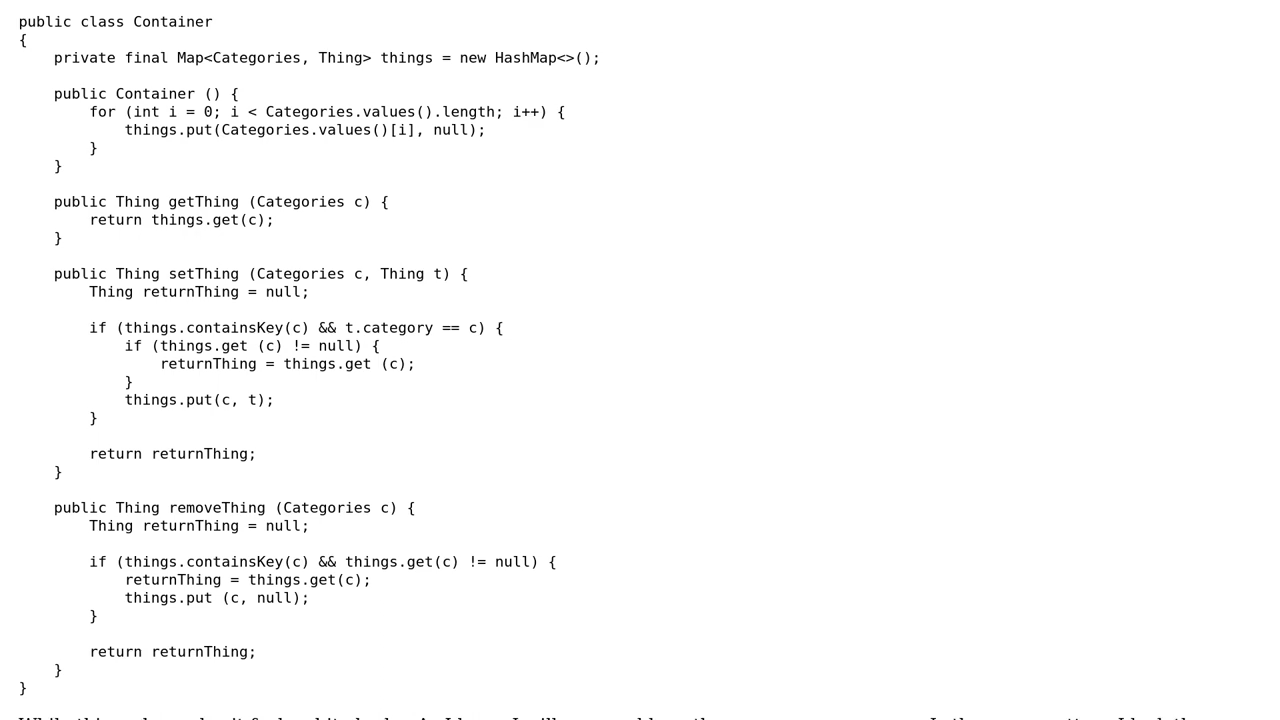 public class Container
{
    private final Map<Categories, Thing> things = new HashMap<>();

    public Container () {
        for (int i = 0; i < Categories.values().length; i++) {
            things.put(Categories.values()[i], null);
        }
    }

    public Thing getThing (Categories c) {
        return things.get(c);
    }

    public Thing setThing (Categories c, Thing t) {
        Thing returnThing = null;

        if (things.containsKey(c) && t.category == c) {
            if (things.get (c) != null) {
                returnThing = things.get (c);
            }
            things.put(c, t);
        }

        return returnThing;
    }

    public Thing removeThing (Categories c) {
        Thing returnThing = null;

        if (things.containsKey(c) && things.get(c) != null) {
            returnThing = things.get(c);
            things.put (c, null);
        }

        return returnThing;
    }
}